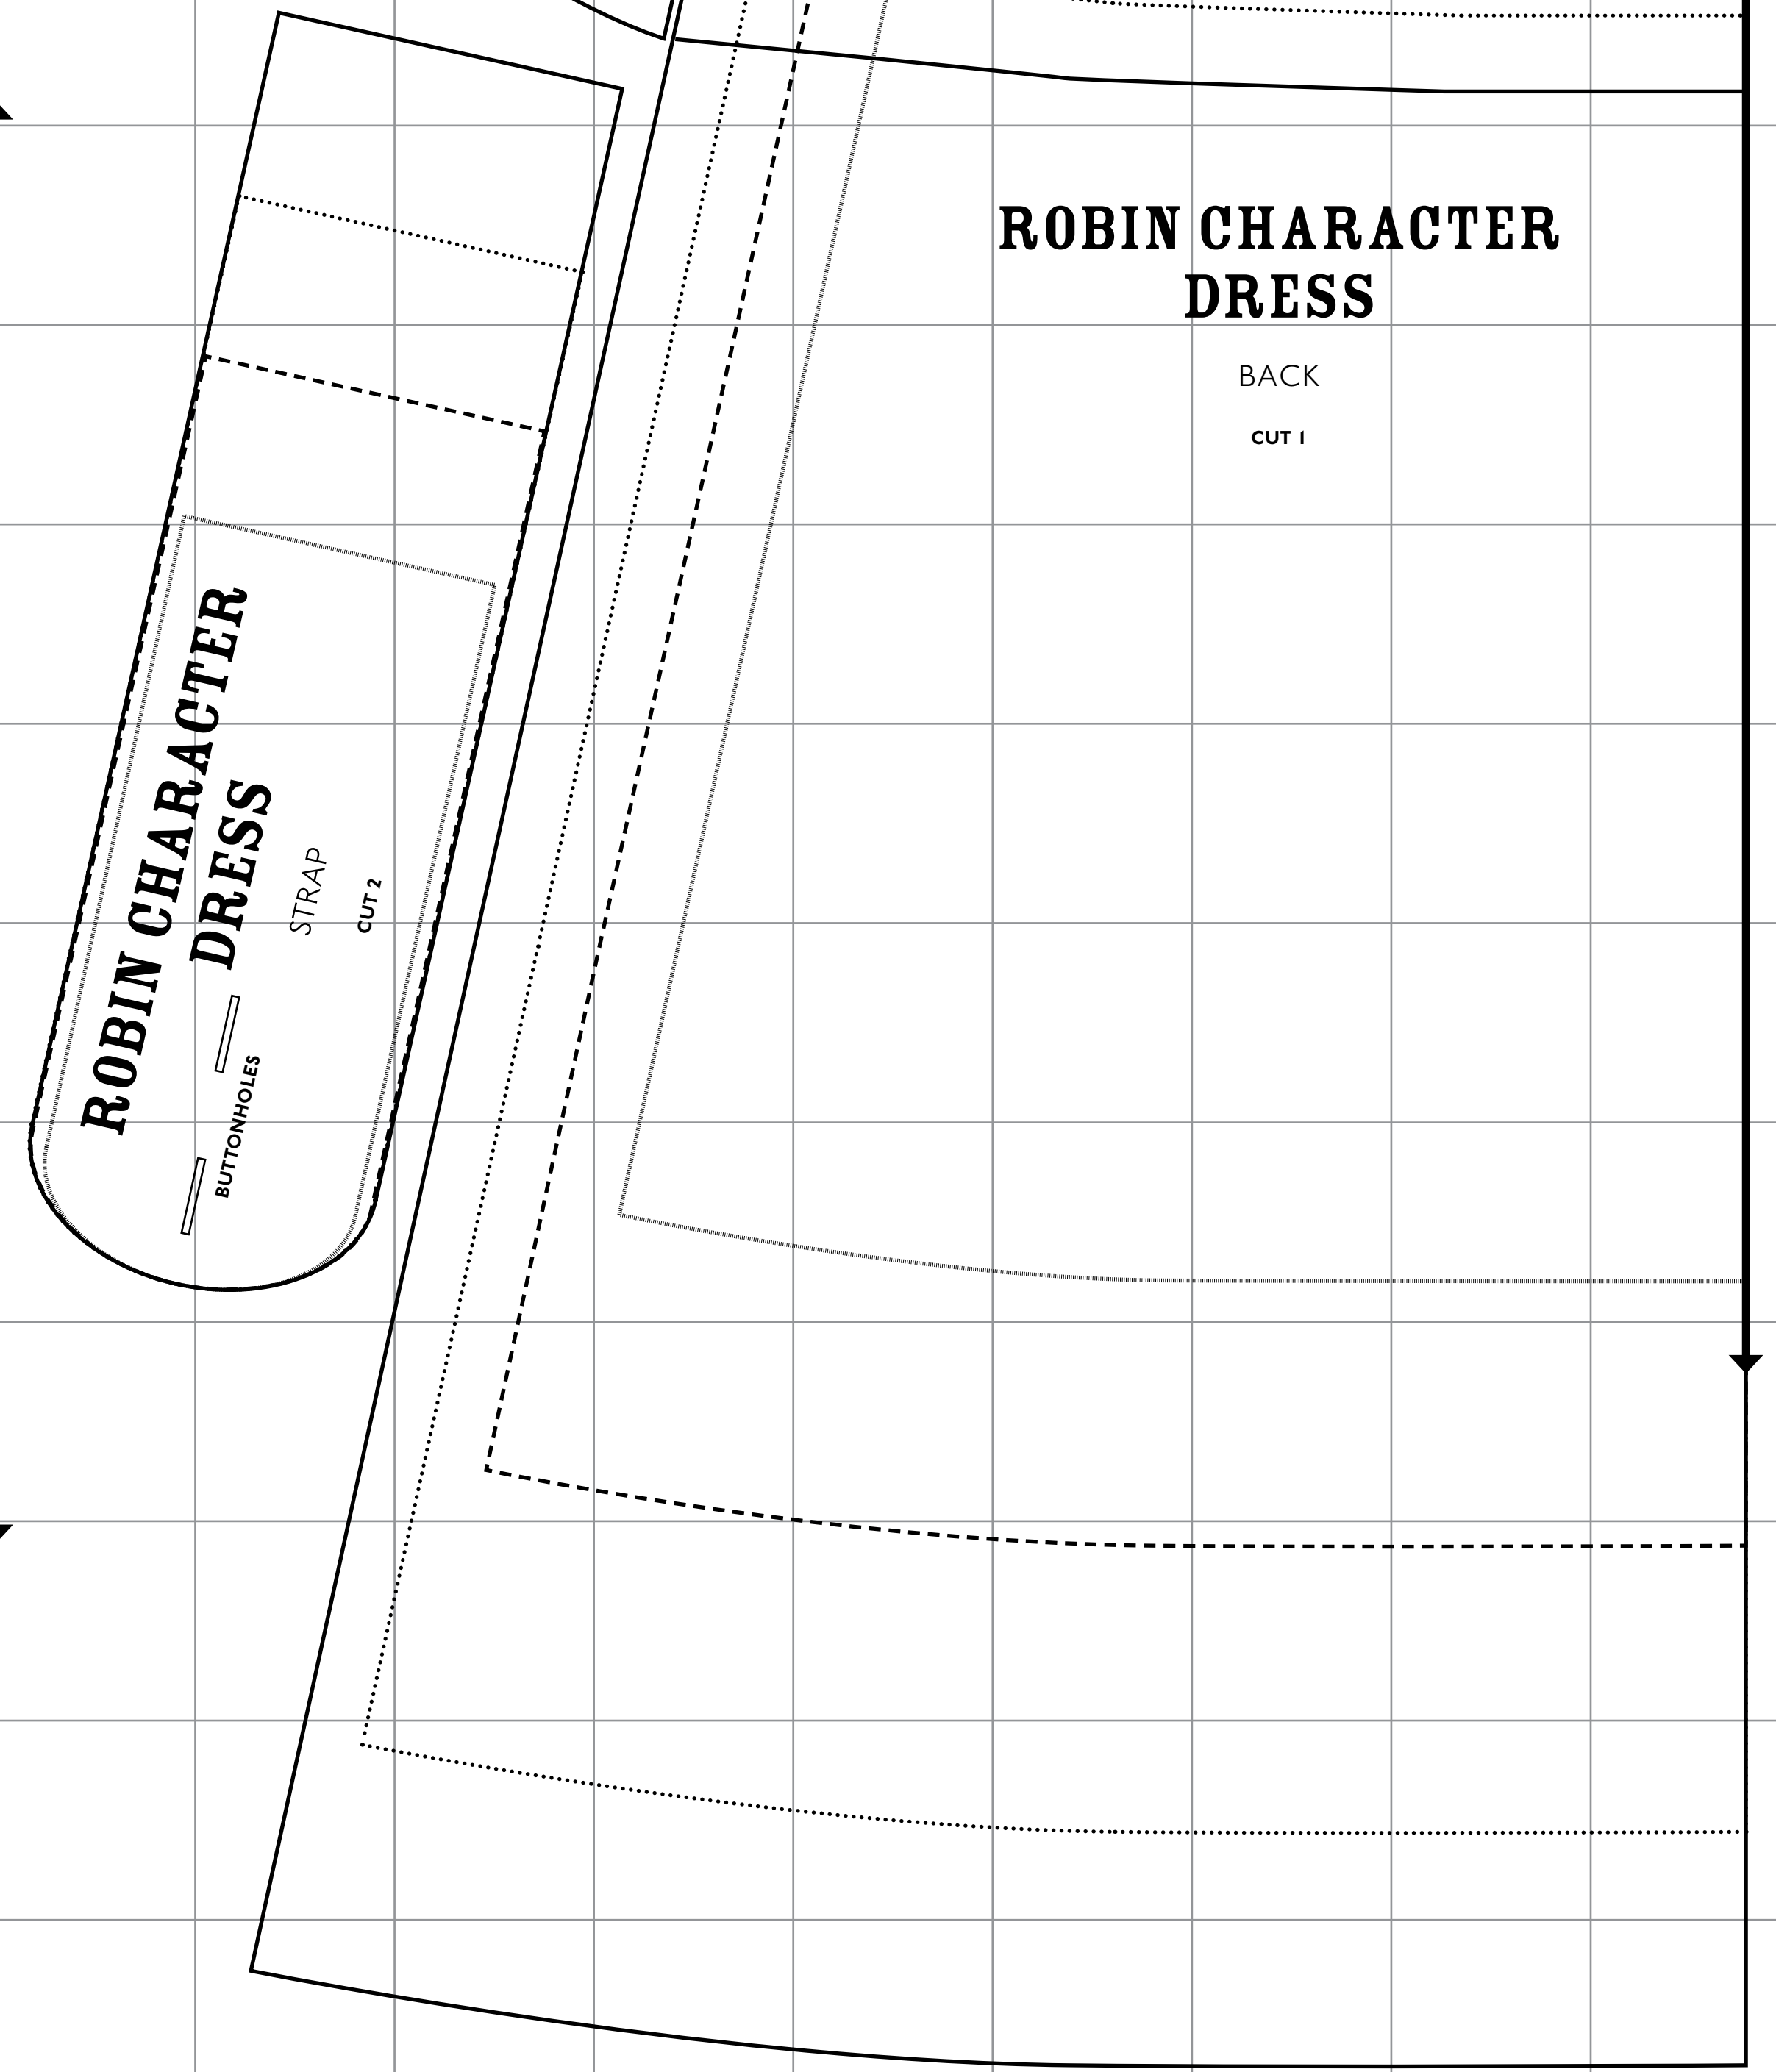 ROBIN CHARACTER
DRESS
BACK
CUT 1
ROBIN CHARACTER
DRESS
STRAP
CUT 2
BUTTONHOLES